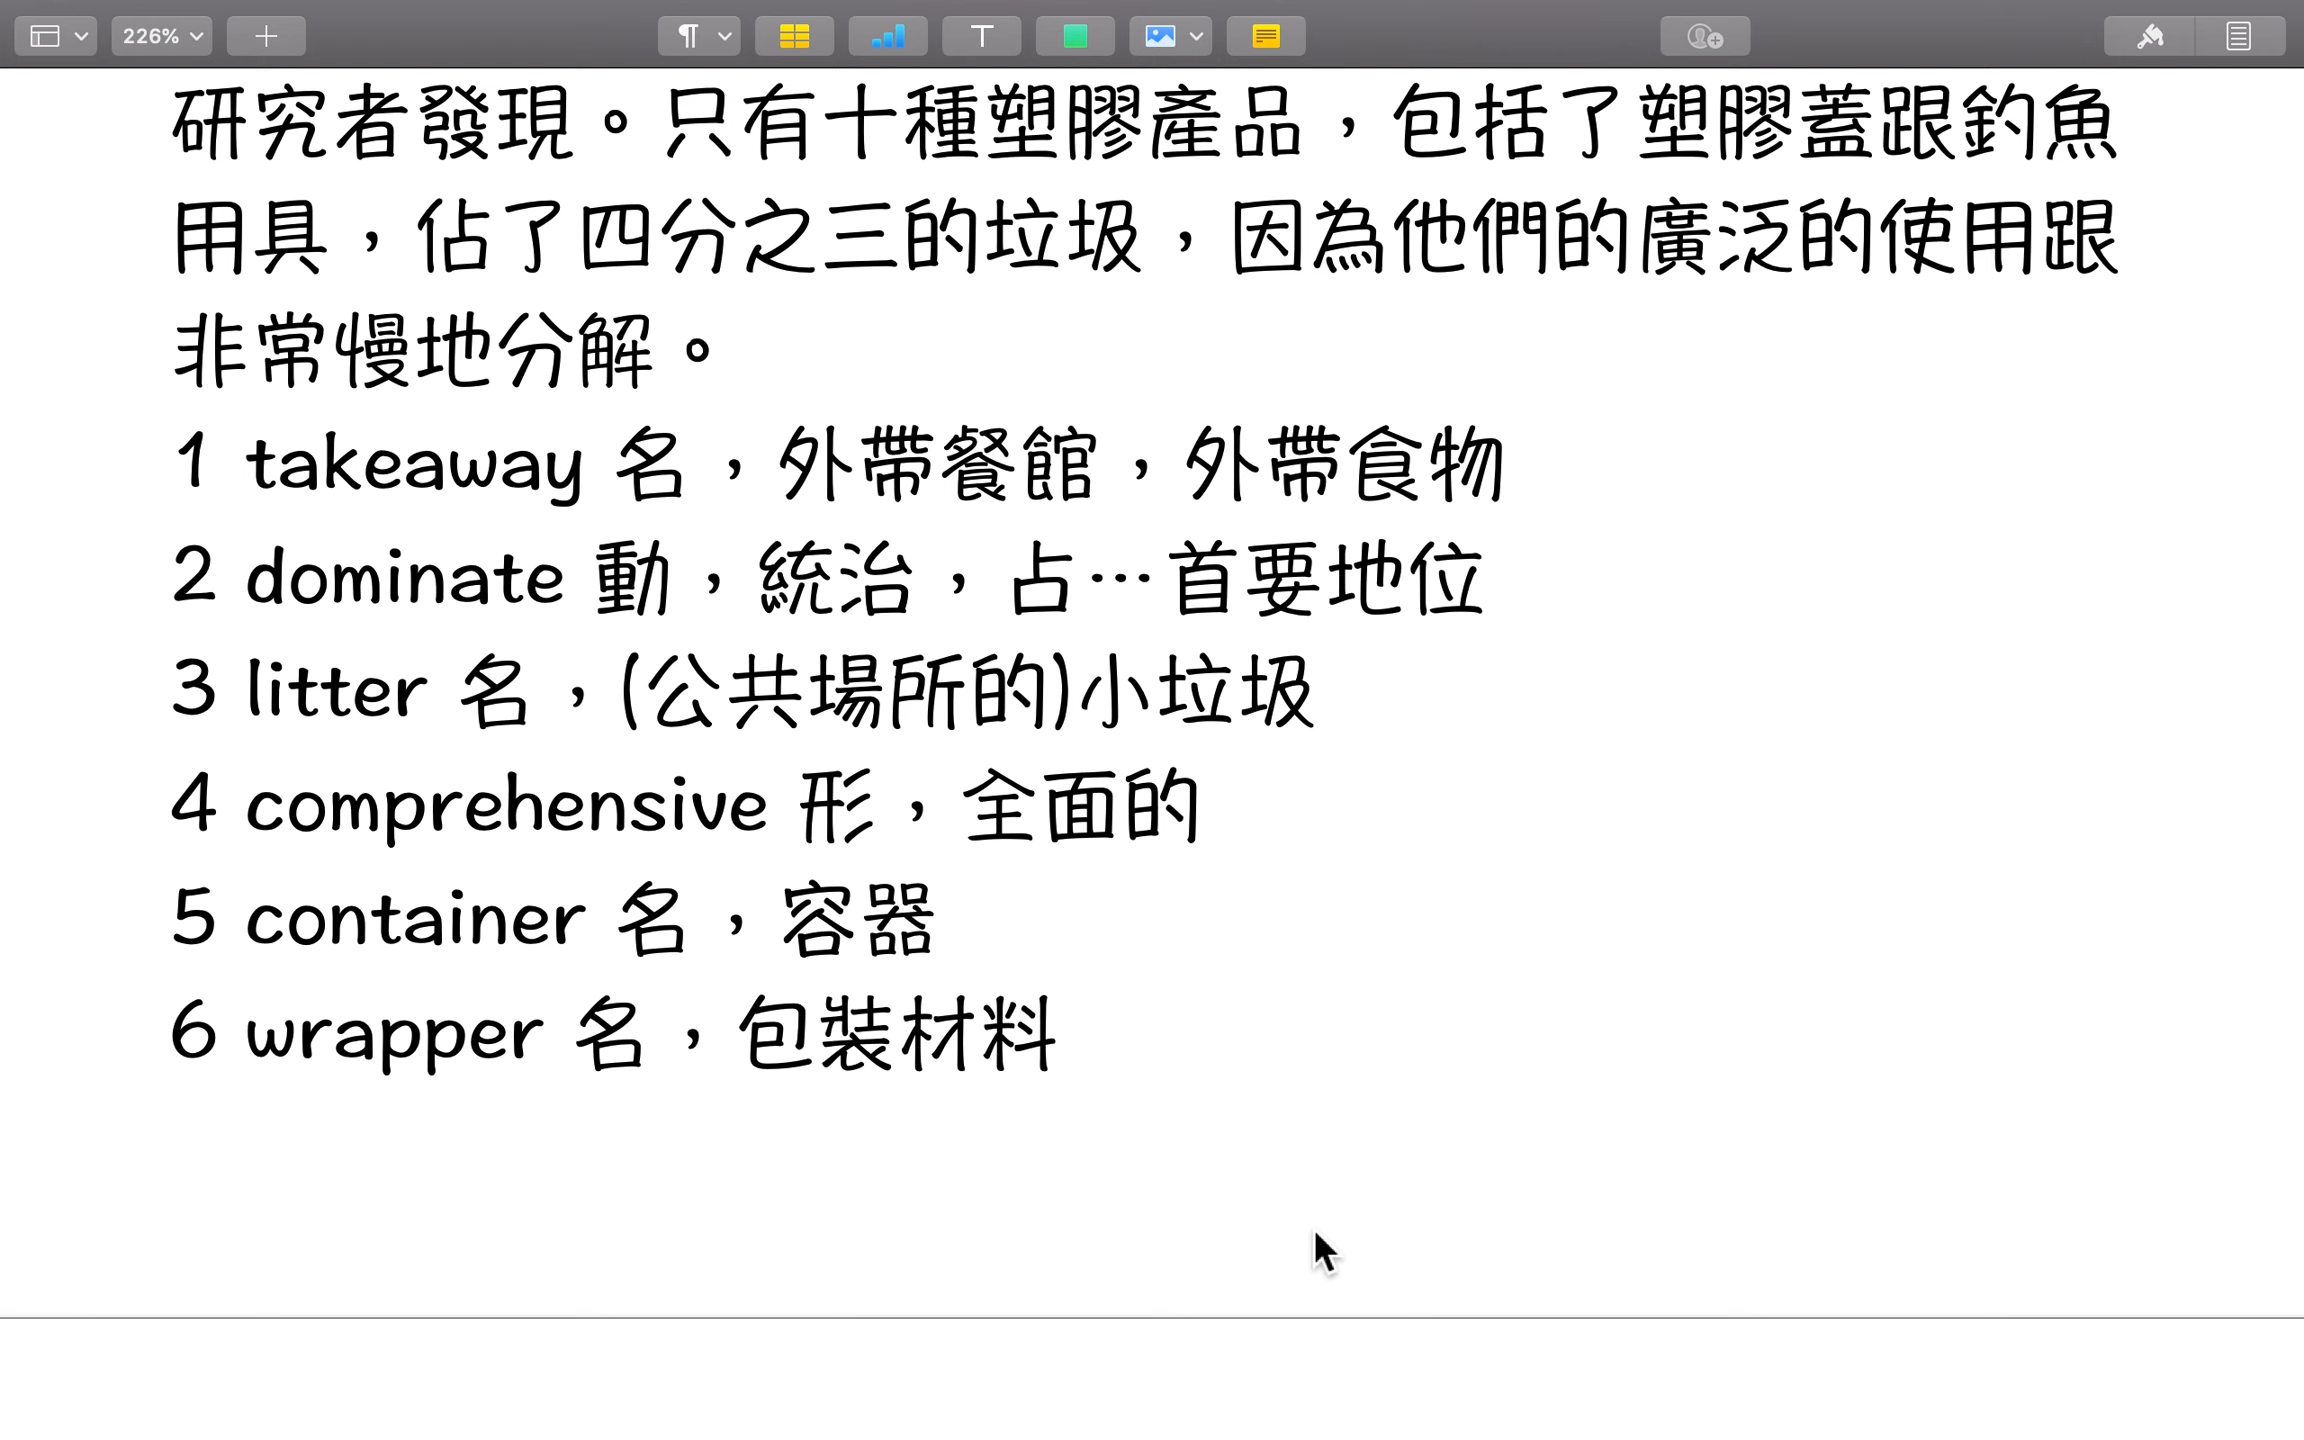 226%
研究者發現。只有十種塑膠產品，包括了塑膠蓋跟釣魚
用具，佔了四分之三的垃圾，因為他們的廣泛的使用跟
非常慢地分解。
1 takeaway 名，外帶餐館，外帶食物
2 dominate 動，統治，占…首要地位
3 litter 名，(公共場所的)小垃圾
4 comprehensive 形，全面的
5 container 名，容器
6 wrapper 名，包裝材料